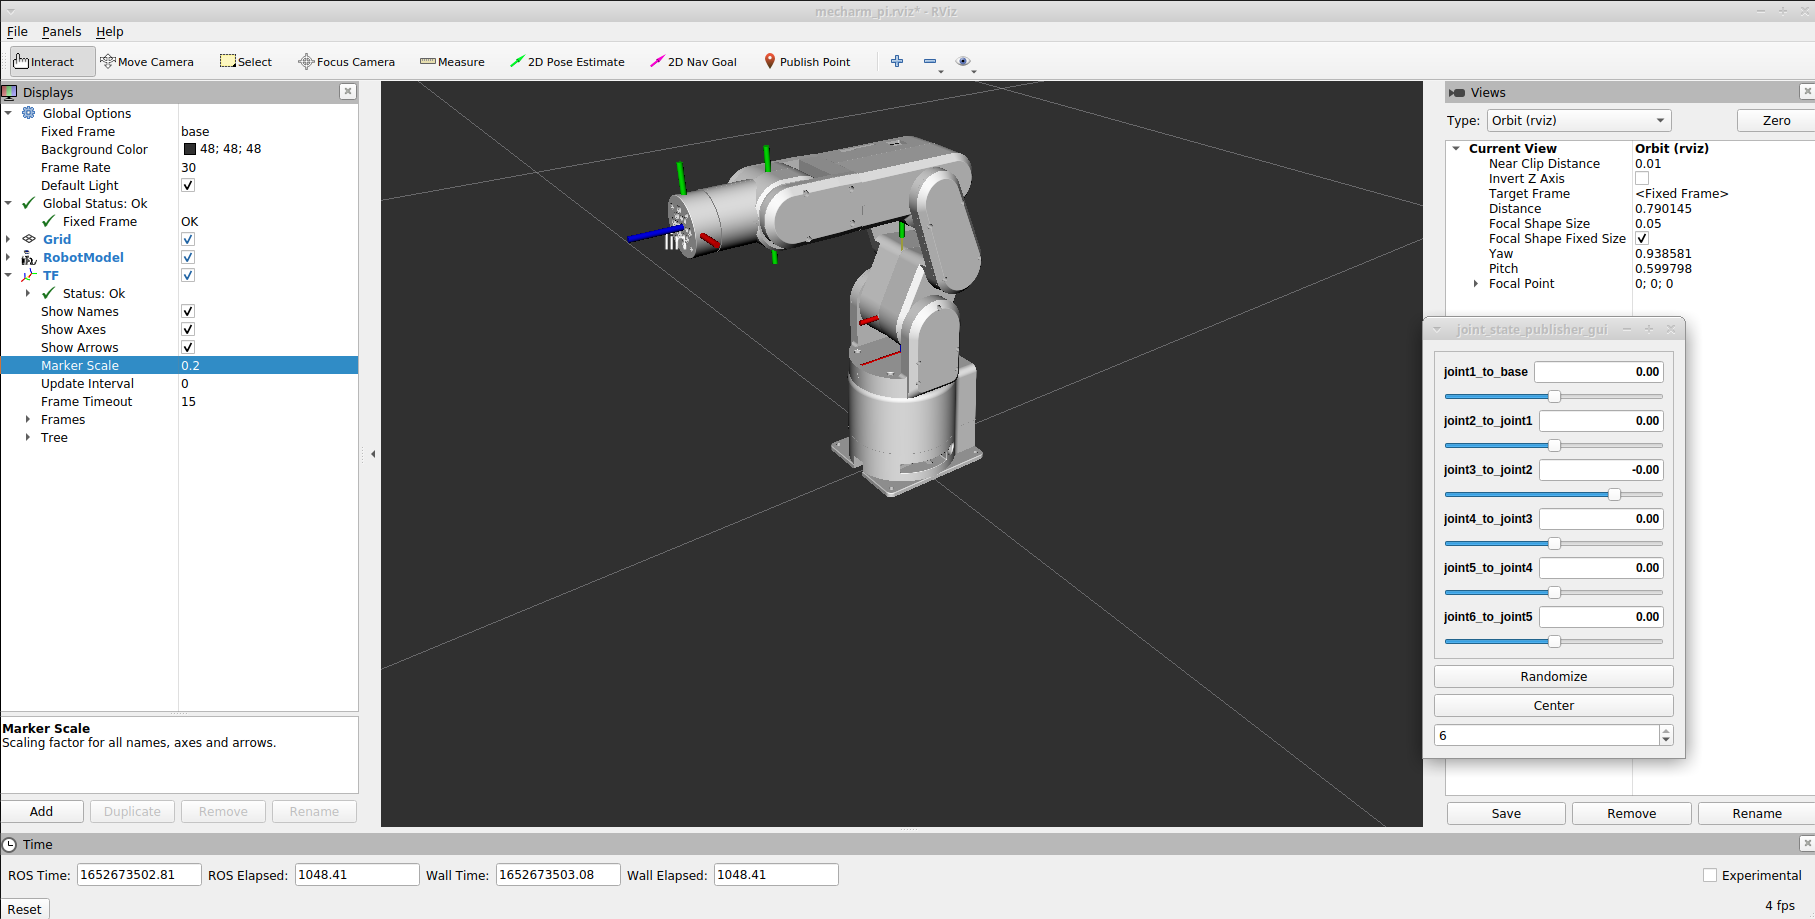 mecharm_pi.rviz* - RViz
File Panels Help
Interact Move Camera Select Focus Camera Measure 2D Pose Estimate 2D Nav Goal Publish Point
Displays
Global Options
Fixed Frame base
Background Color 48; 48; 48
Frame Rate 30
Default Light
Global Status: Ok
Fixed Frame OK
Grid
RobotModel
TF
Status: Ok
Show Names
Show Axes
Show Arrows
Marker Scale 0.2
Update Interval 0
Frame Timeout 15
Frames
Tree
Marker Scale
Scaling factor for all names, axes and arrows.
Add Duplicate Remove Rename
Views
Type: Orbit (rviz) Zero
Current View Orbit (rviz)
Near Clip Distance 0.01
Invert Z Axis
Target Frame <Fixed Frame>
Distance 0.790145
Focal Shape Size 0.05
Focal Shape Fixed Size
Yaw 0.938581
Pitch 0.599798
Focal Point 0; 0; 0
joint_state_publisher_gui
joint1_to_base 0.00
joint2_to_joint1 0.00
joint3_to_joint2 -0.00
joint4_to_joint3 0.00
joint5_to_joint4 0.00
joint6_to_joint5 0.00
Randomize
Center
6
Save Remove Rename
Time
ROS Time: 1652673502.81 ROS Elapsed: 1048.41 Wall Time: 1652673503.08 Wall Elapsed: 1048.41 Experimental
Reset 4 fps